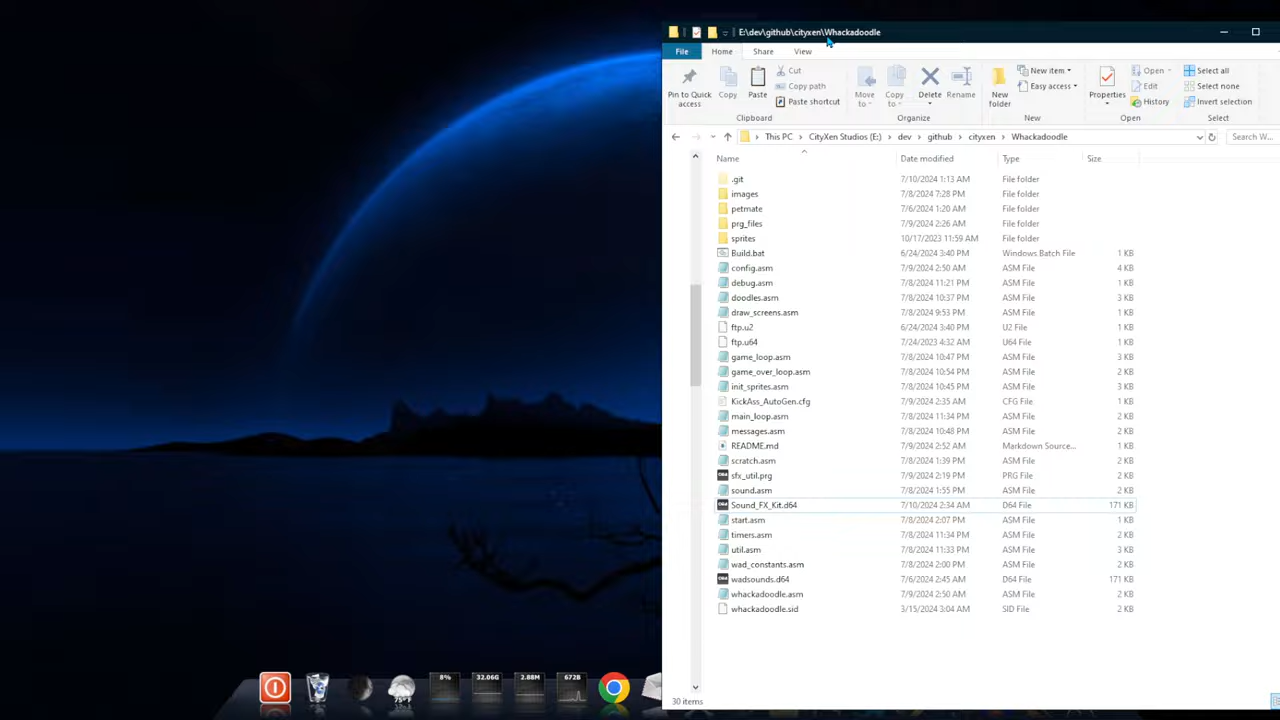 E:\dev\github\cityxen\Whackadoodle
File Home Share View
Pin to Quick access
Copy
Paste
Cut
Copy path
Paste shortcut
Clipboard
Move to
Copy to
Delete
Rename
Organize
New folder
New item
Easy access
New
Properties
Open
Edit
History
Open
Select all
Select none
Invert selection
Select
This PC > CityXen Studios (E:) > dev > github > cityxen > Whackadoodle
Search W...
Name Date modified Type Size
.git 7/10/2024 1:13 AM File folder
images 7/8/2024 7:28 PM File folder
petmate 7/6/2024 1:20 AM File folder
prg_files 7/9/2024 2:26 AM File folder
sprites 10/17/2023 11:59 AM File folder
Build.bat 6/24/2024 3:40 PM Windows Batch File 1 KB
config.asm 7/9/2024 2:50 AM ASM File 4 KB
debug.asm 7/8/2024 11:21 PM ASM File 1 KB
doodles.asm 7/8/2024 10:37 PM ASM File 3 KB
draw_screens.asm 7/8/2024 9:53 PM ASM File 2 KB
ftp.u2 6/24/2024 3:40 PM U2 File 1 KB
ftp.u64 7/24/2023 4:32 AM U64 File 1 KB
game_loop.asm 7/8/2024 10:47 PM ASM File 3 KB
game_over_loop.asm 7/8/2024 10:54 PM ASM File 2 KB
init_sprites.asm 7/8/2024 10:45 PM ASM File 3 KB
KickAss_AutoGen.cfg 7/9/2024 2:35 AM CFG File 1 KB
main_loop.asm 7/8/2024 11:34 PM ASM File 2 KB
messages.asm 7/8/2024 10:48 PM ASM File 2 KB
README.md 7/9/2024 2:52 AM Markdown Source... 1 KB
scratch.asm 7/8/2024 1:39 PM ASM File 2 KB
sfx_util.prg 7/9/2024 2:19 PM PRG File 2 KB
sound.asm 7/8/2024 1:55 PM ASM File 2 KB
Sound_FX_Kit.d64 7/10/2024 2:34 AM D64 File 171 KB
start.asm 7/8/2024 2:07 PM ASM File 2 KB
timers.asm 7/8/2024 11:34 PM ASM File 2 KB
util.asm 7/8/2024 11:33 PM ASM File 3 KB
wad_constants.asm 7/8/2024 2:00 PM ASM File 2 KB
wadsounds.d64 7/6/2024 2:45 AM D64 File 171 KB
whackadoodle.asm 7/9/2024 2:50 AM ASM File 2 KB
whackadoodle.sid 3/15/2024 3:04 AM SID File 2 KB
8% 32.06G 2.88M 672B
30 items